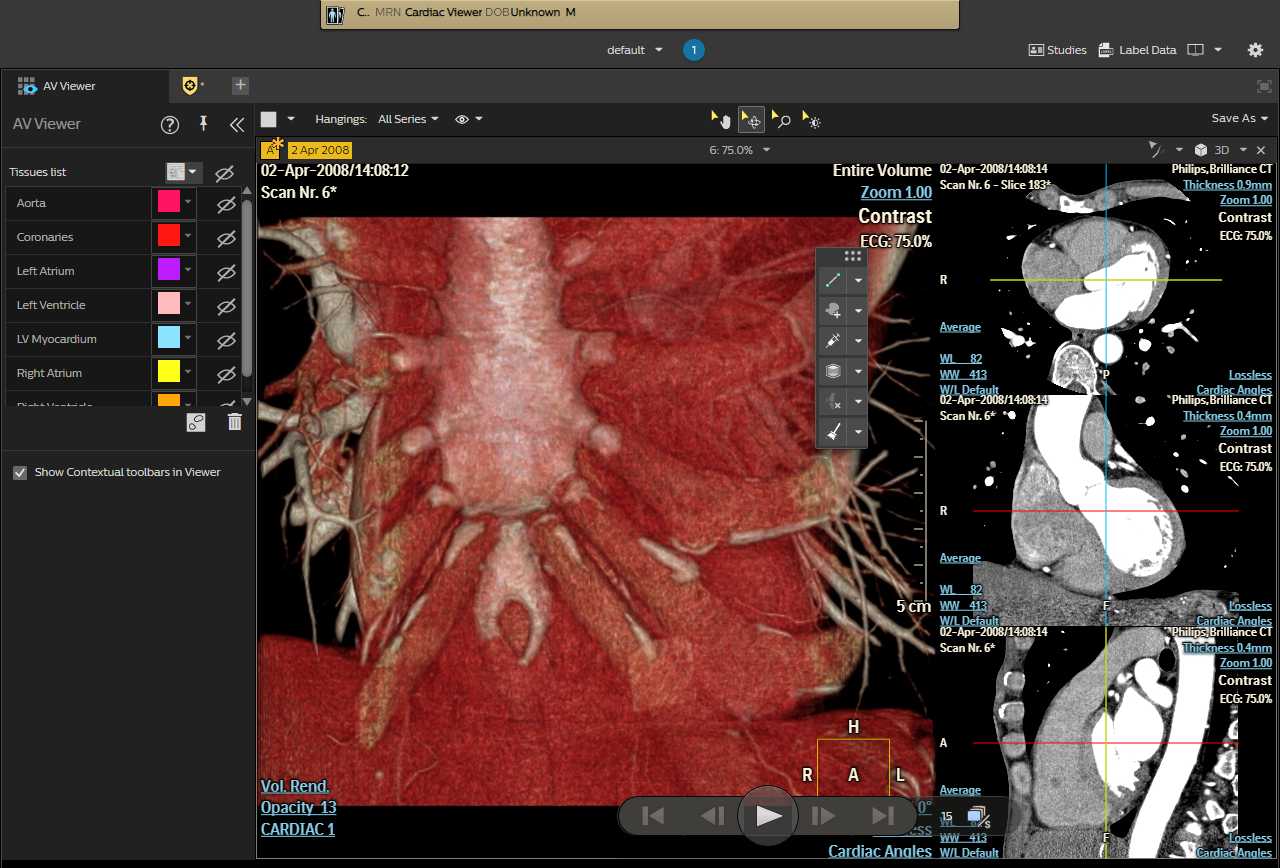 C.. MRN Cardiac Viewer DOB Unknown M
default 1 Studies Label Data
AV Viewer
AV Viewer
Hangings: All Series
Save As
A 2 Apr 2008
6: 75.0%
3D
Tissues list
Aorta
Coronaries
Left Atrium
Left Ventricle
LV Myocardium
Right Atrium
Right Ventricle
Show Contextual toolbars in Viewer
02-Apr-2008/14:08:12
Scan Nr. 6*
Entire Volume
Zoom 1.00
Contrast
ECG: 75.0%
5 cm
H
R A L
Vol. Rend.
Opacity 13
CARDIAC 1
0°
Cardiac Angles
15
02-Apr-2008/14:08:14
Scan Nr. 6 - Slice 183*
Philips, Brilliance CT
Thickness 0.9mm
Zoom 1.00
Contrast
ECG: 75.0%
R
Average
WL 82
WW 413
W/L Default
P
Lossless
Cardiac Angles
02-Apr-2008/14:08:14
Scan Nr. 6*
Philips, Brilliance CT
Thickness 0.4mm
Zoom 1.00
Contrast
ECG: 75.0%
R
Average
WL 82
WW 413
W/L Default
F
Lossless
Cardiac Angles
02-Apr-2008/14:08:14
Scan Nr. 6*
Philips, Brilliance CT
Thickness 0.4mm
Zoom 1.00
Contrast
ECG: 75.0%
A
Average
WW 413
W/L Default
F
Lossless
Cardiac Angles